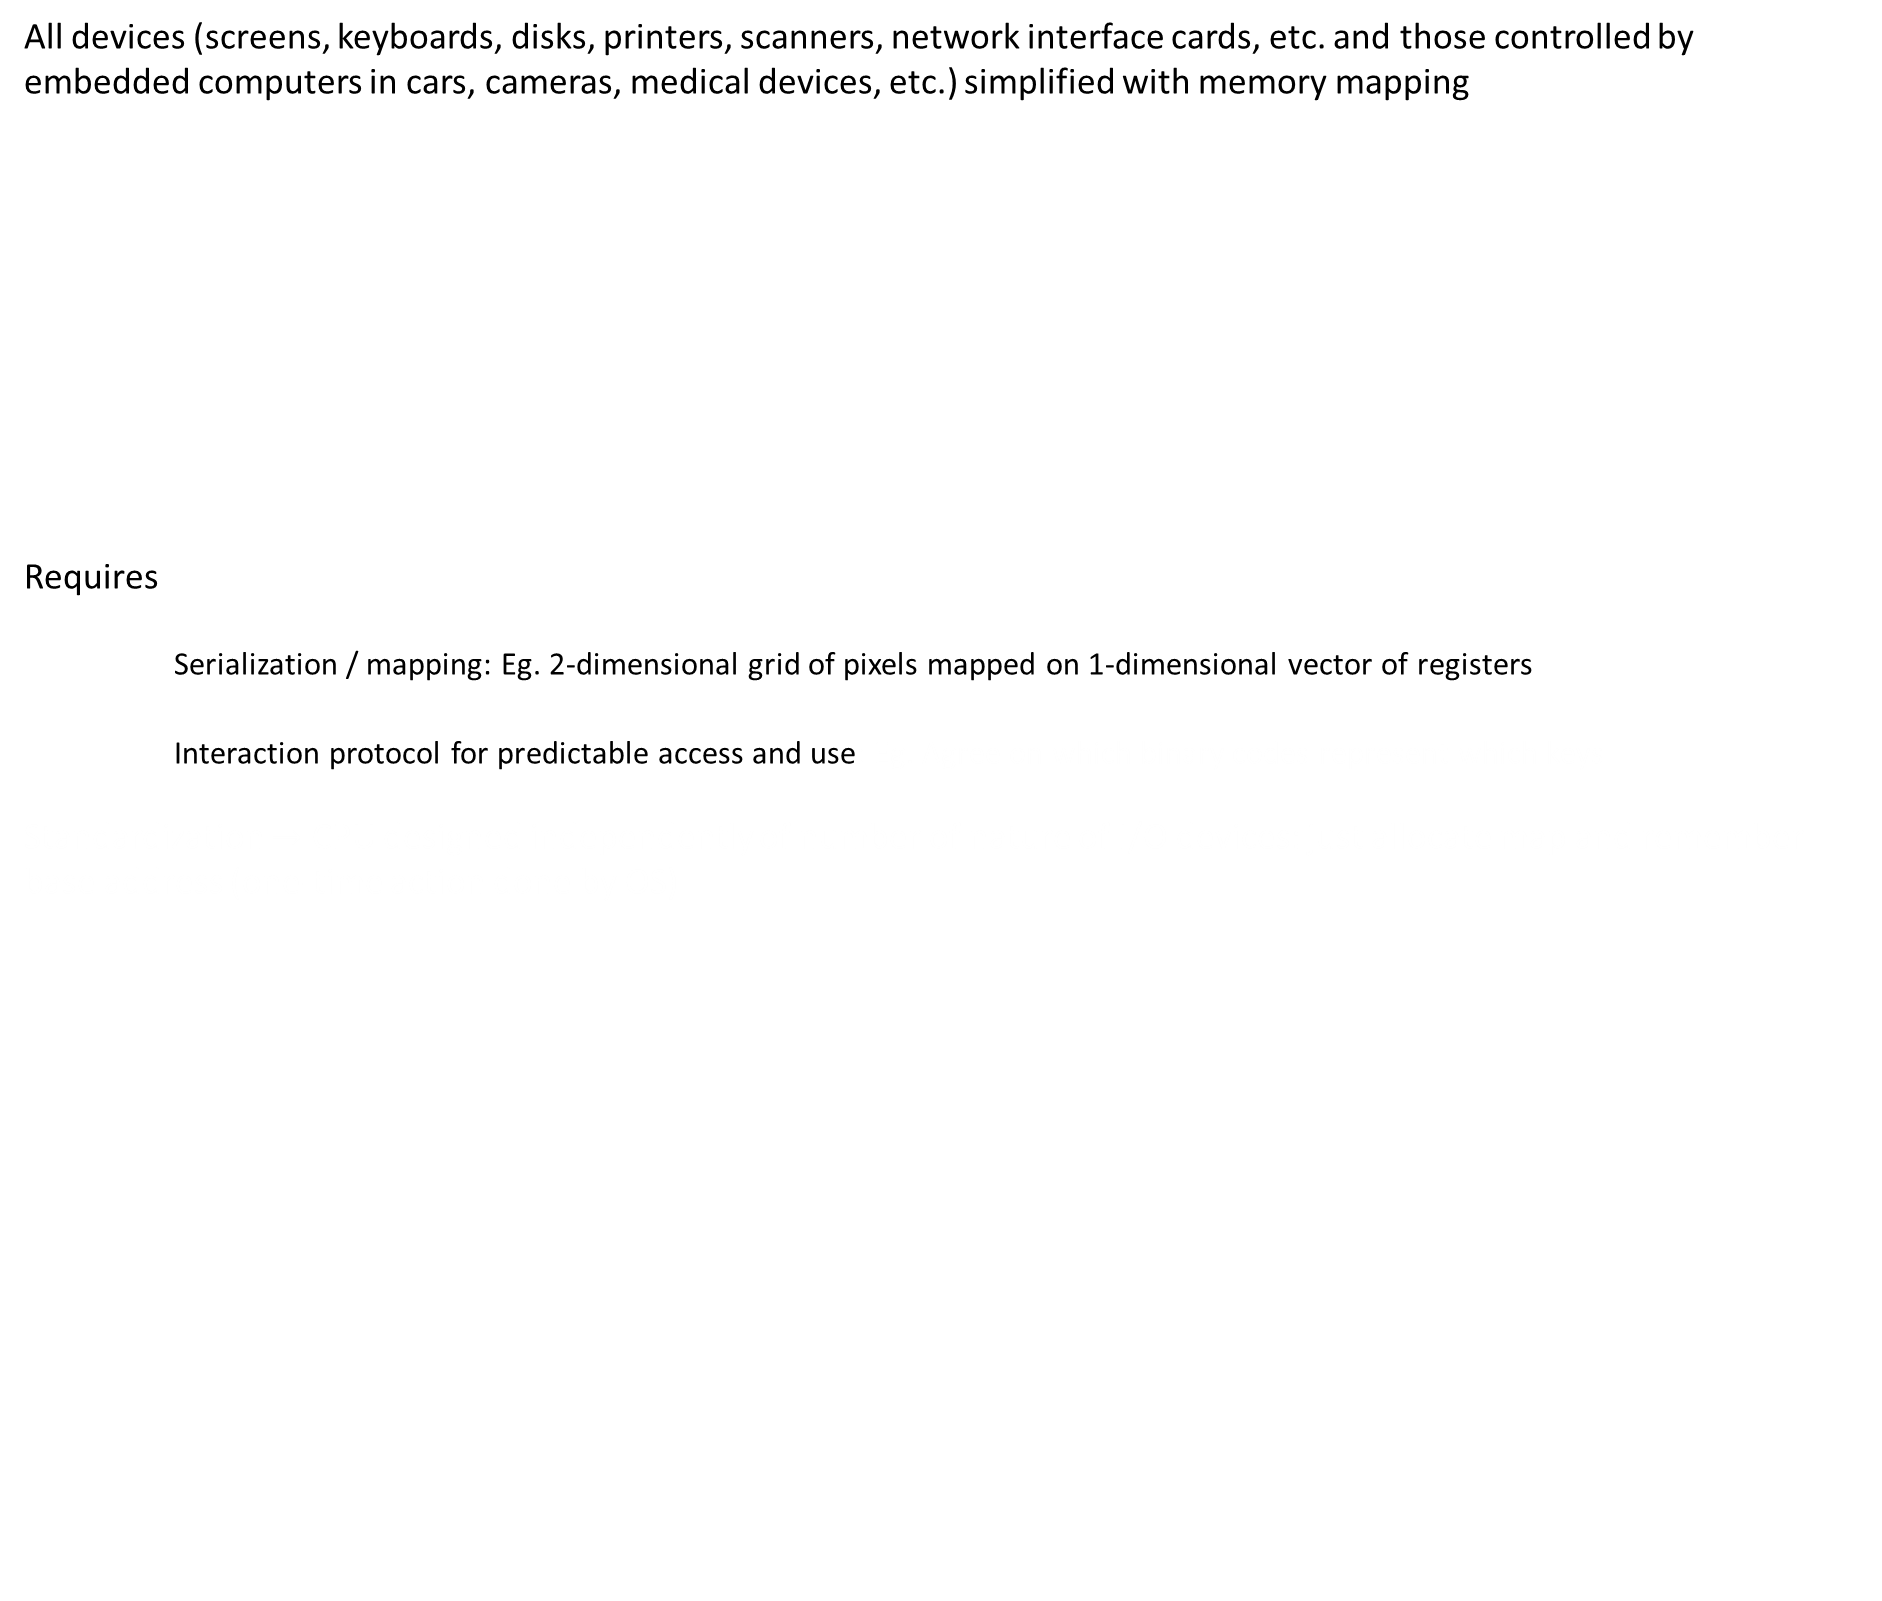 All devices (screens, keyboards, disks, printers, scanners, network interface cards, etc. and those controlled by
embedded computers in cars, cameras, medical devices, etc.) simplified with memory mapping
Requires
Serialization / mapping: Eg. 2-dimensional grid of pixels mapped on 1-dimensional vector of registers
Interaction protocol for predictable access and use